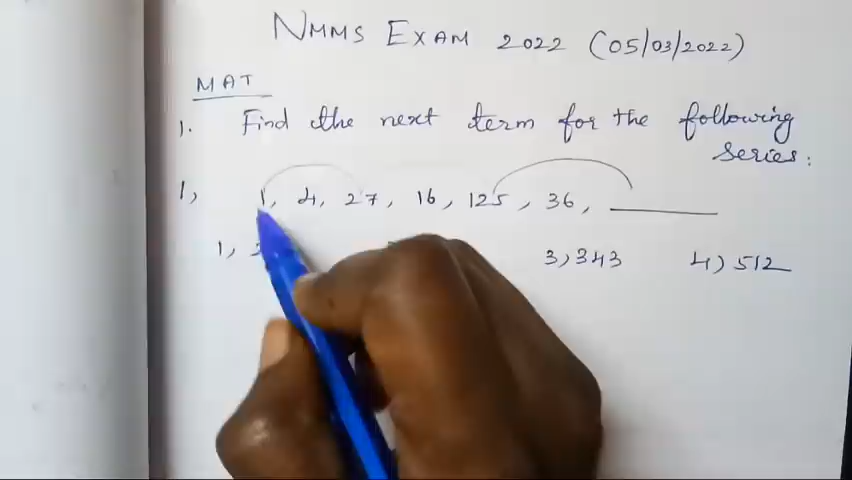 NMMS EXAM 2022 (05/03/2022)
MAT
1. Find the next term for the following
series:
1, 1, 4, 27, 16, 125, 36, ______
1, 3) 343 4) 512